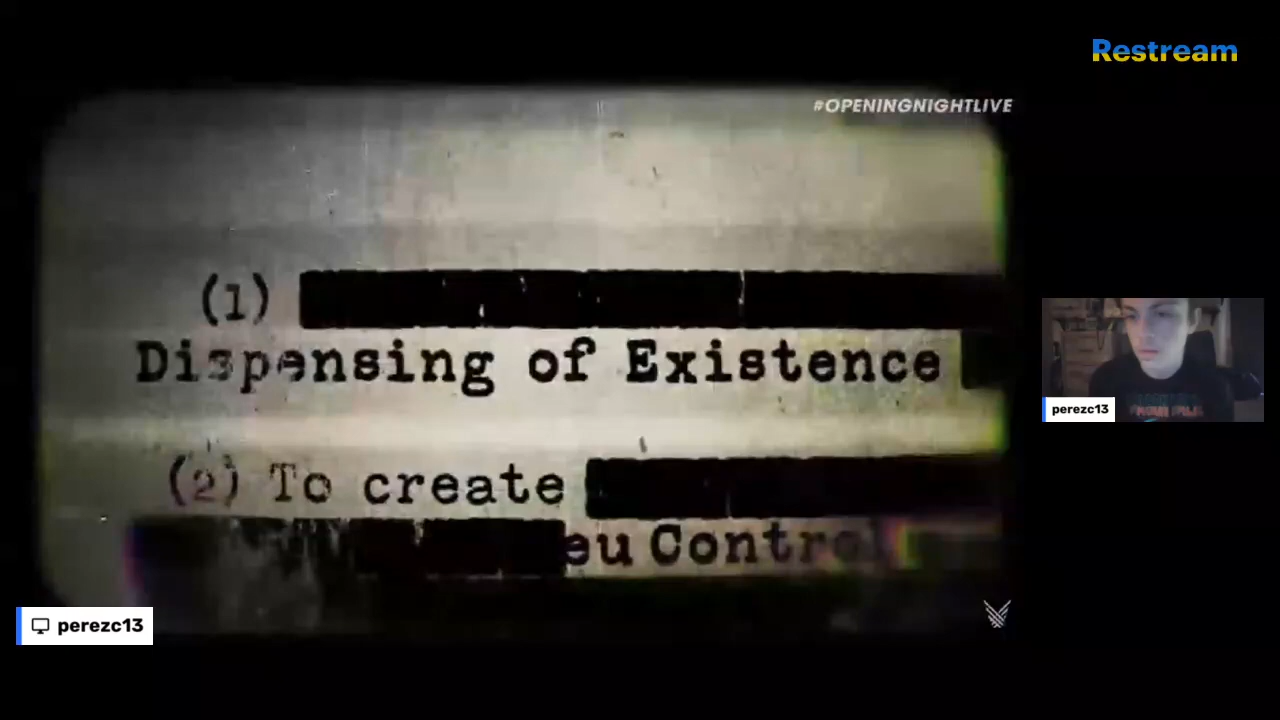 Restream
#OPENINGNIGHTLIVE
(1)
Dispensing of Existence
(2) To create
eu Control
perezc13
perezc13